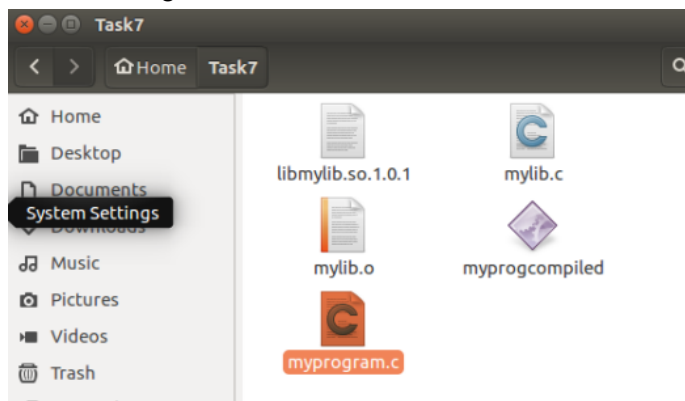 Task7
Home Task7
Home
Desktop
Documents
System Settings
Music
Pictures
Videos
Trash
libmylib.so.1.0.1
mylib.c
mylib.o
myprogcompiled
myprogram.c